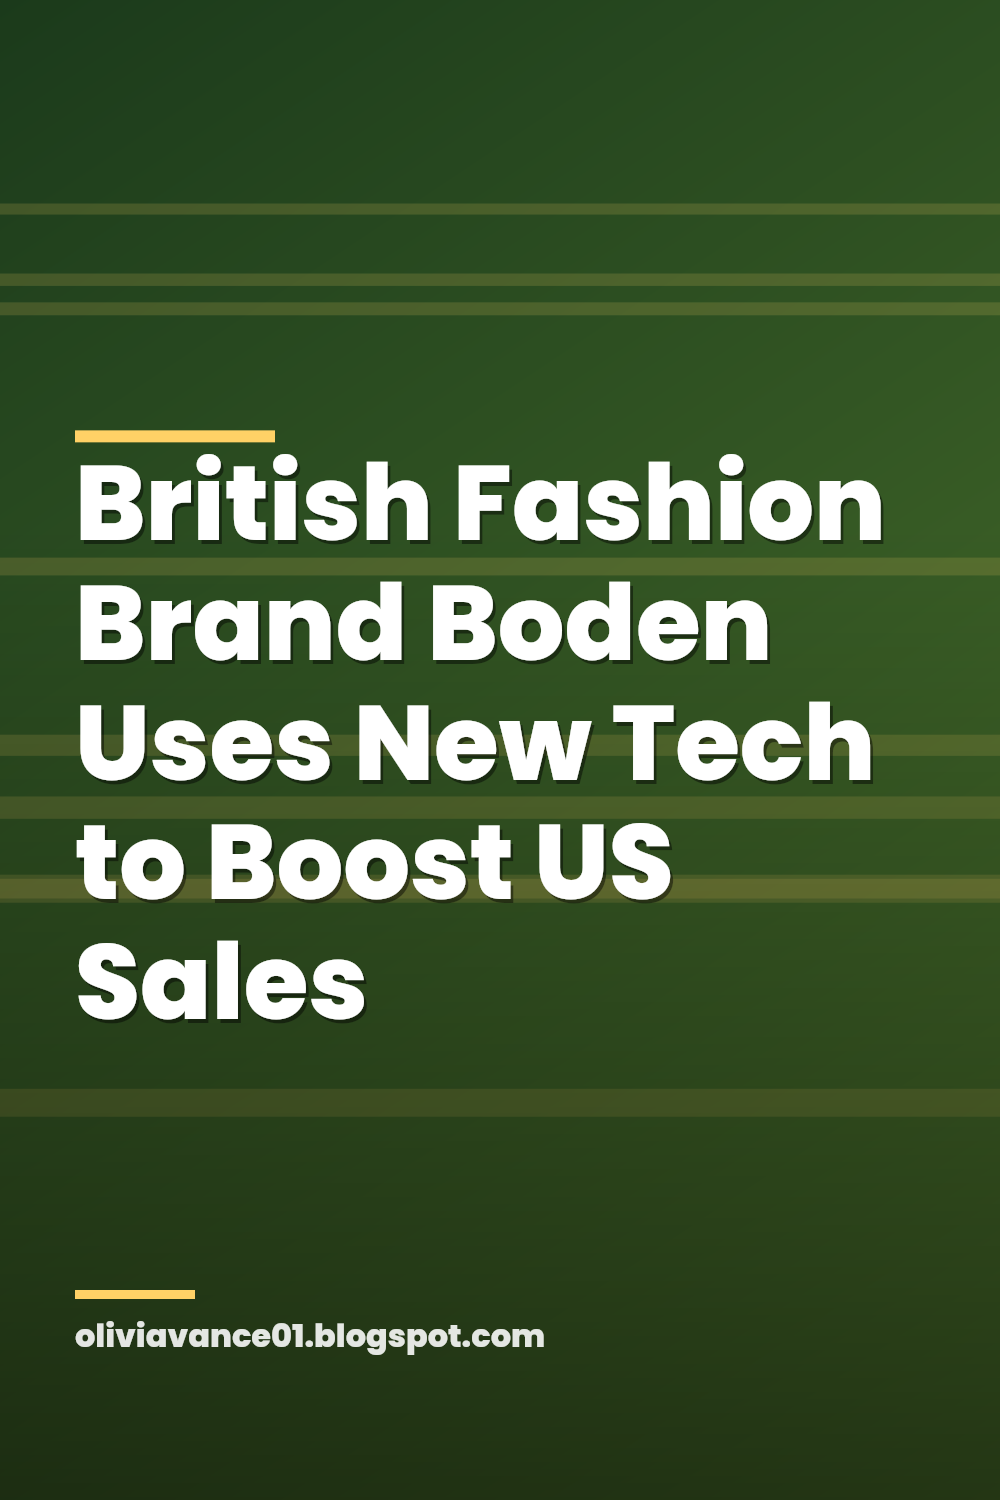 British Fashion
Brand Boden
Uses New Tech
to Boost US
Sales
oliviavance01.blogspot.com